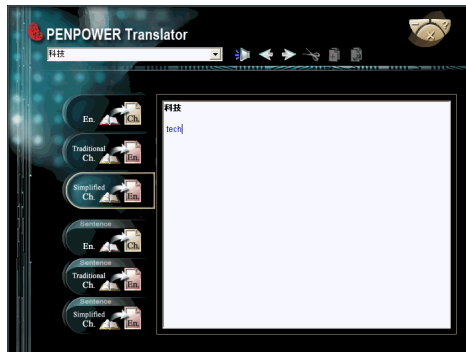 PENPOWER Translator
科技
En. Ch.
Traditional
Ch. En.
Simplified
Ch. En.
Sentence
En. Ch.
Sentence
Traditional
Ch. En.
Sentence
Simplified
Ch. En.
科技
tech